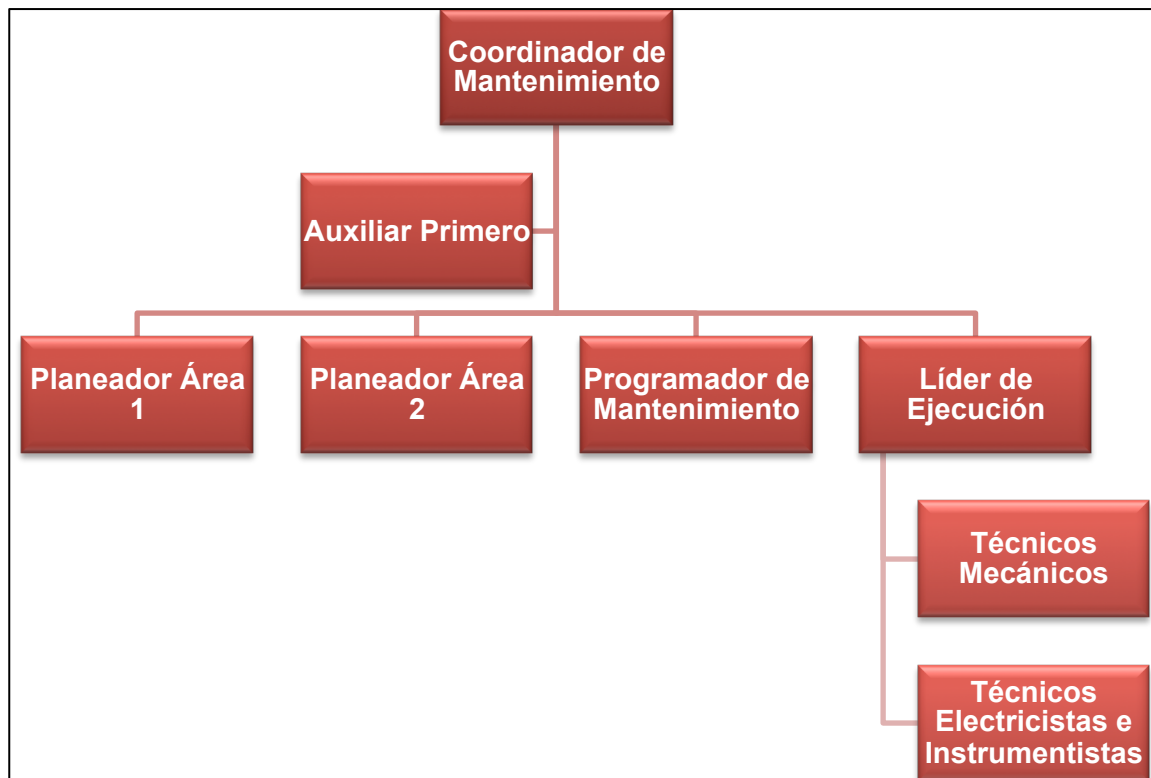 Coordinador de
Mantenimiento
Auxiliar Primero
Planeador Área
1
Planeador Área
2
Programador de
Mantenimiento
Líder de
Ejecución
Técnicos
Mecánicos
Técnicos
Electricistas e
Instrumentistas